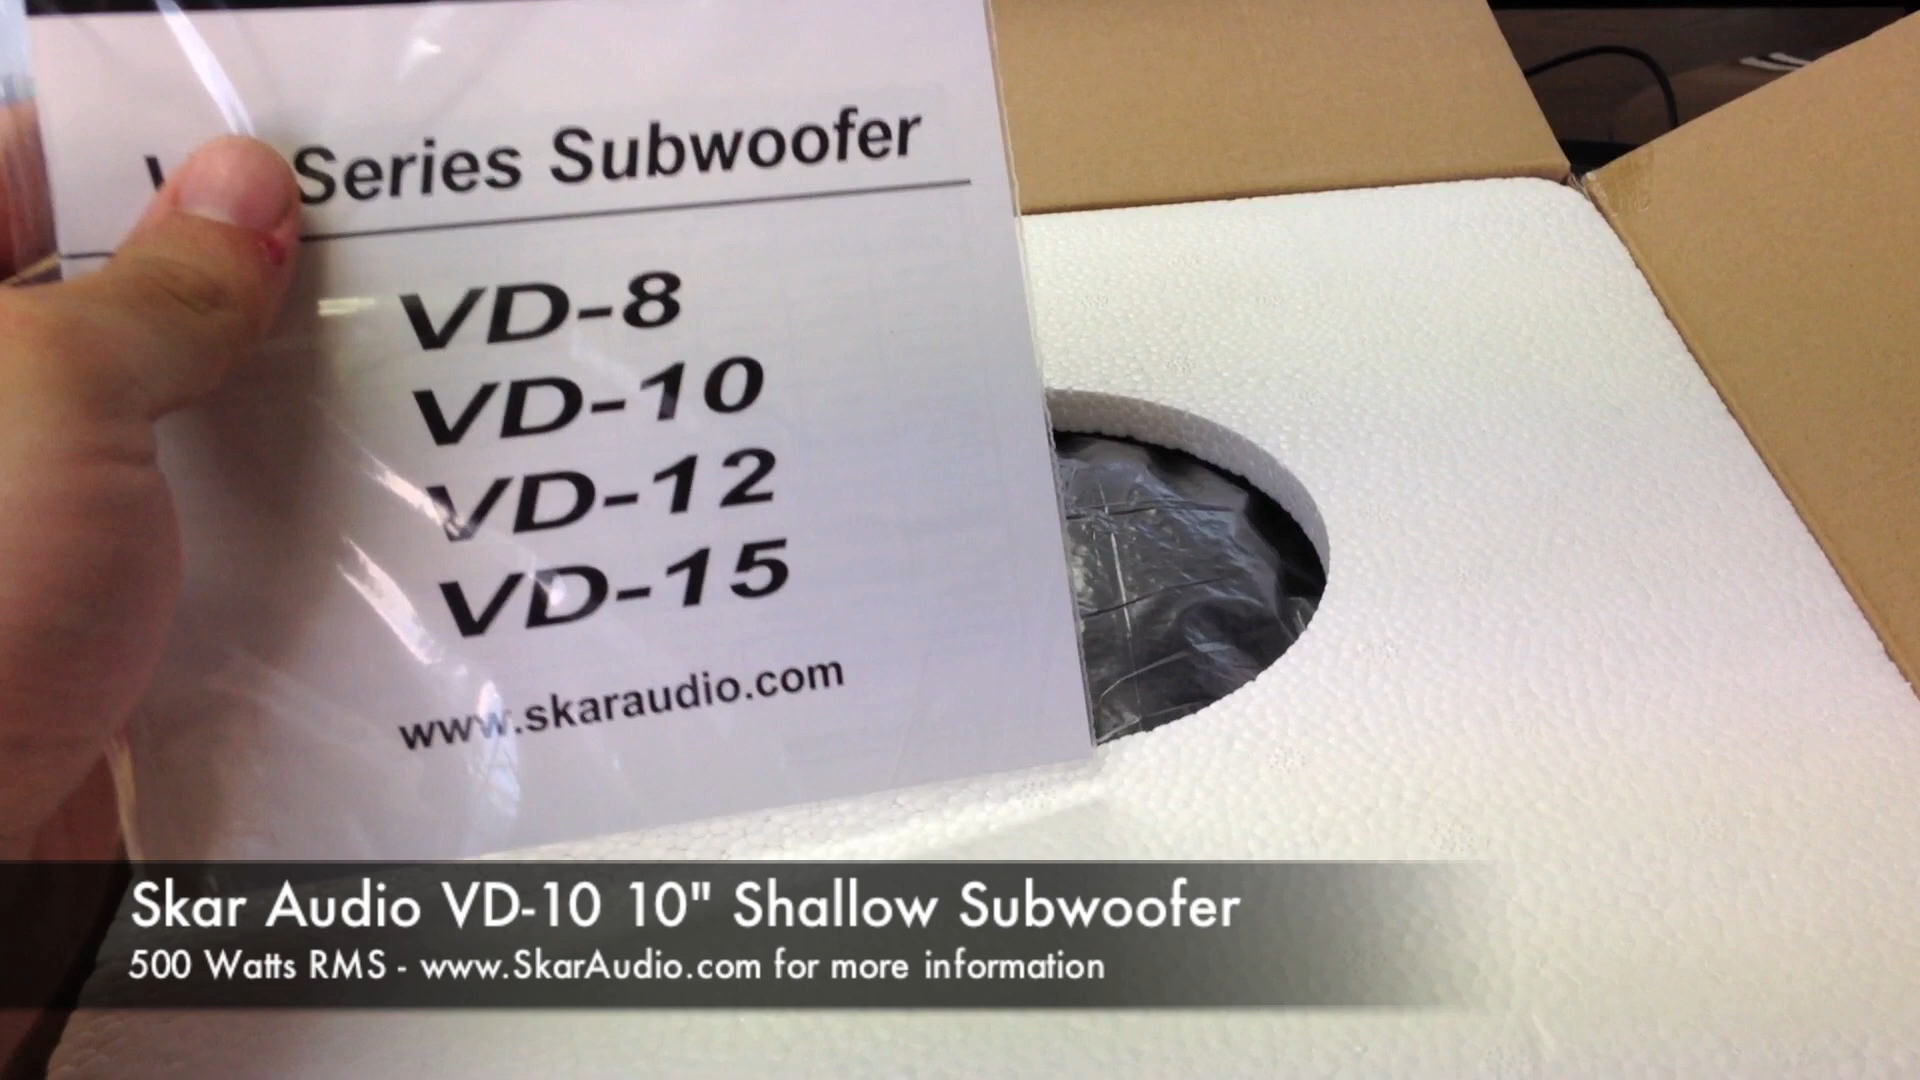 Series Subwoofer
VD-8
VD-10
VD-12
VD-15
www.skaraudio.com
Skar Audio VD-10 10" Shallow Subwoofer
500 Watts RMS - www.SkarAudio.com for more information